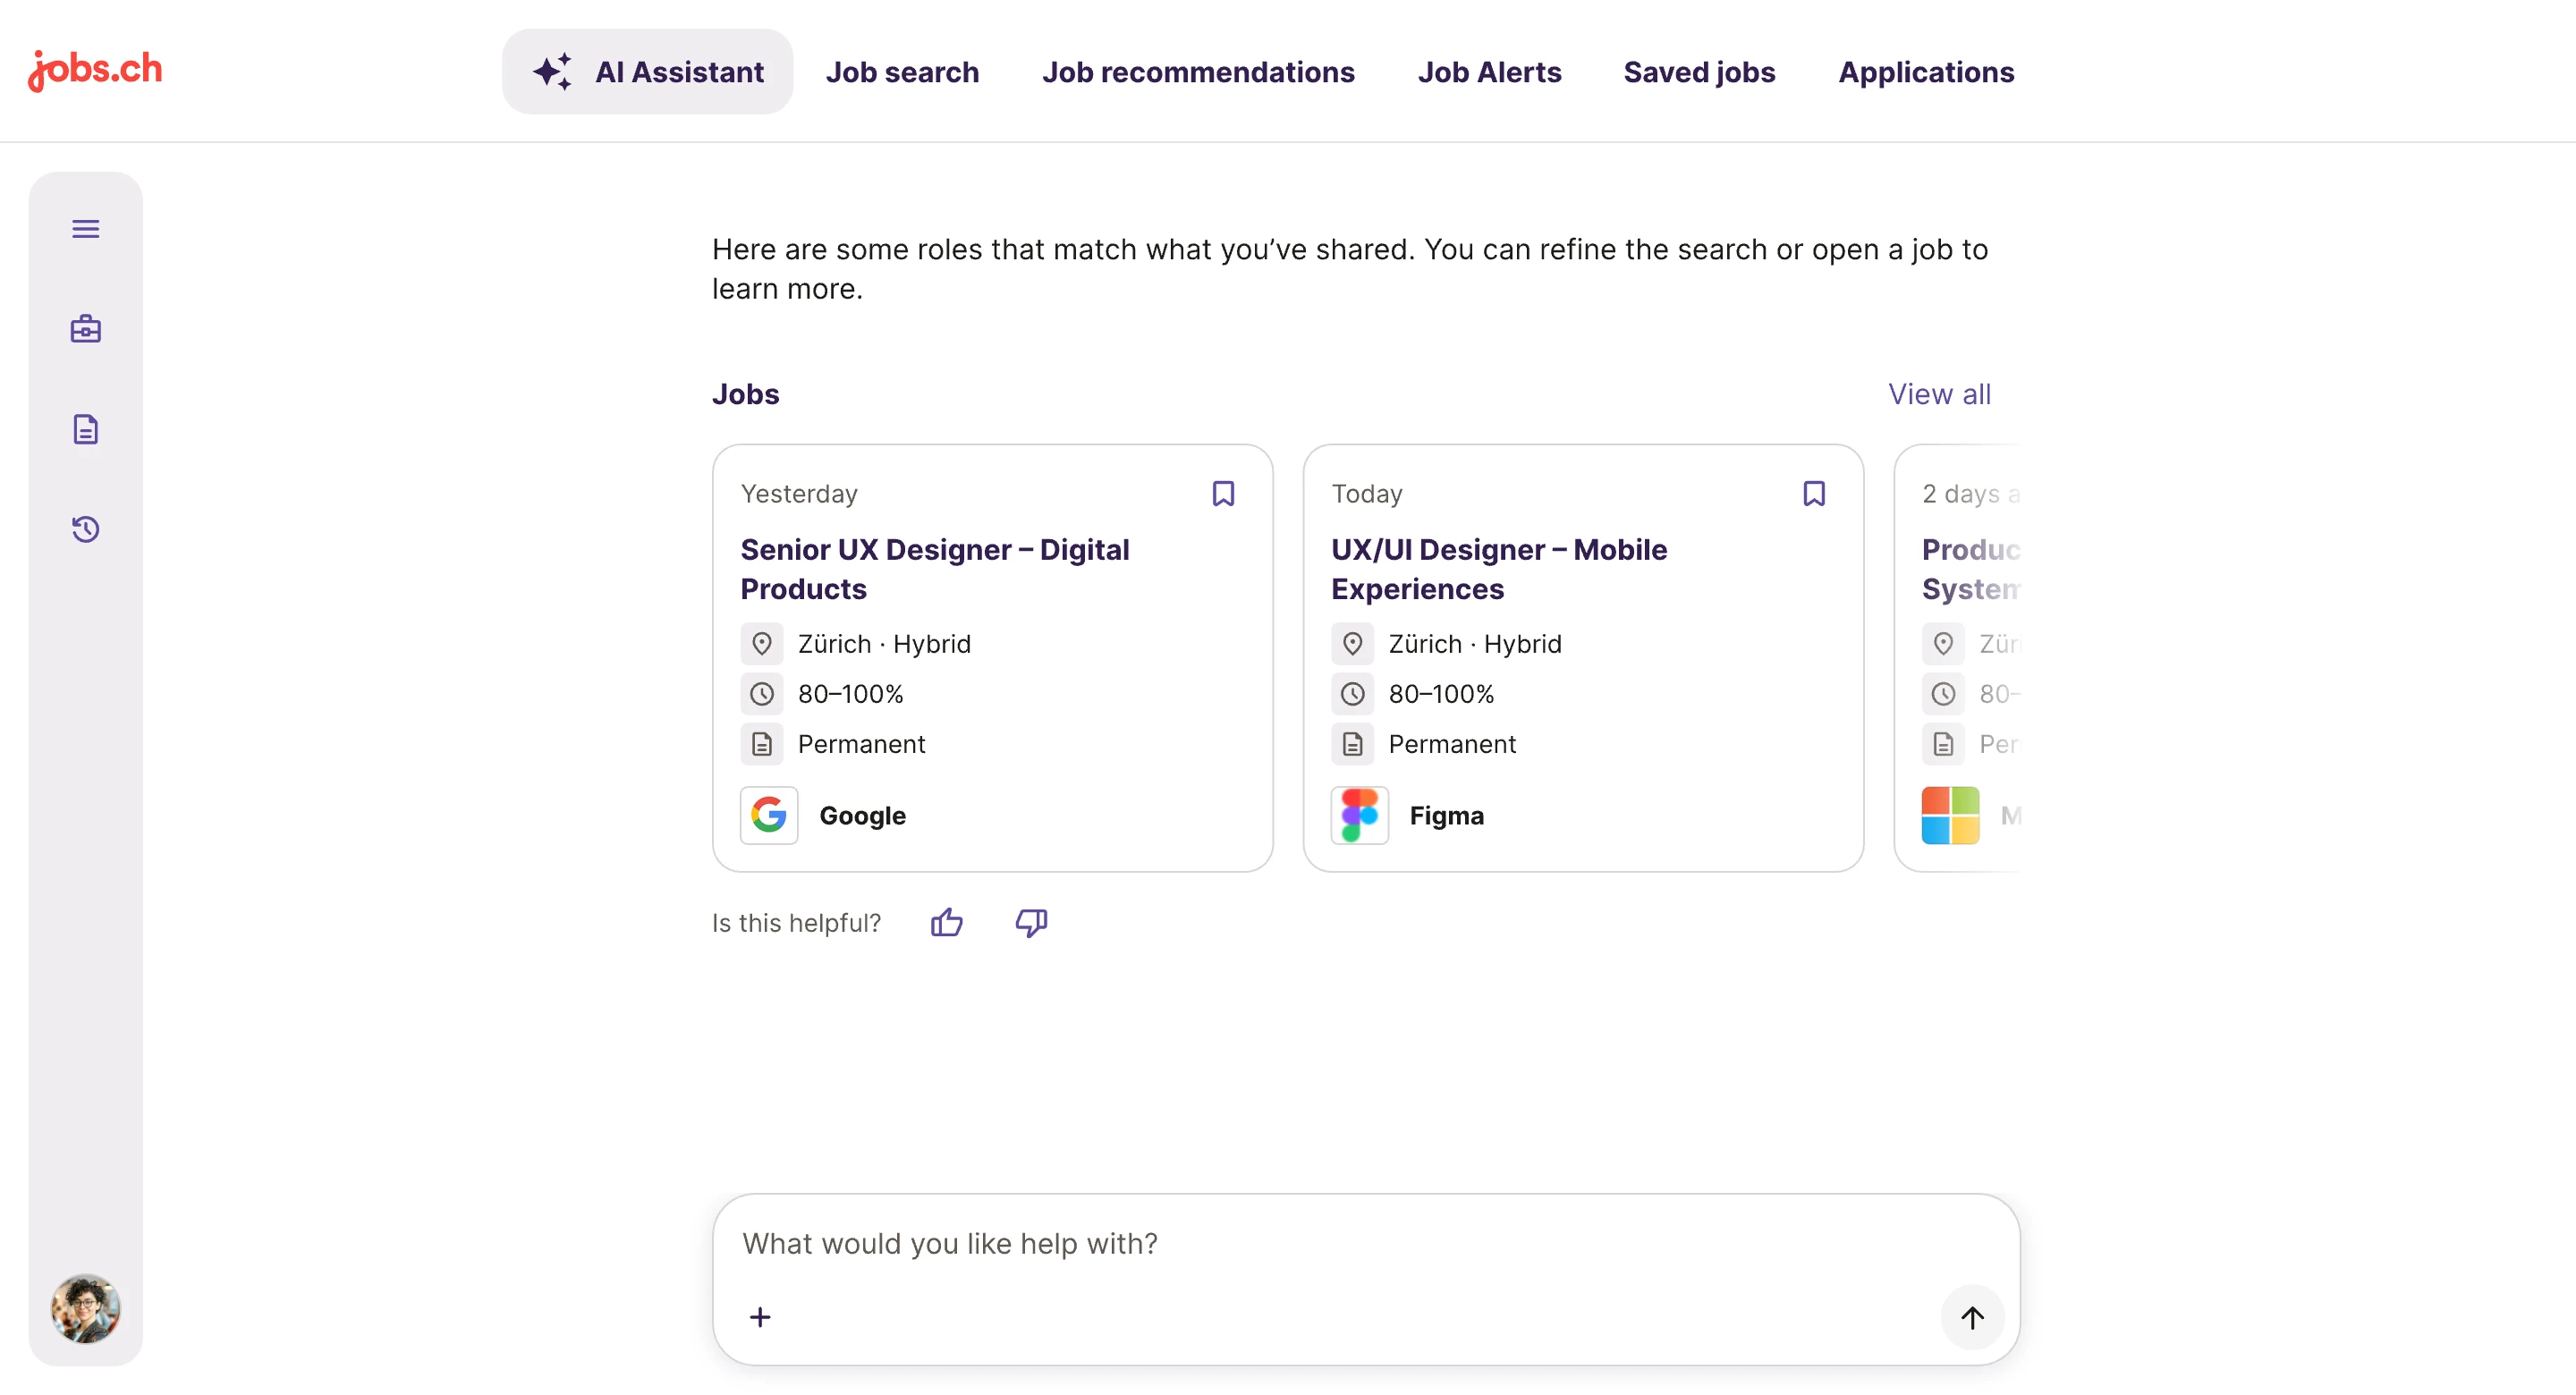 jobs.ch
AI Assistant
Job search
Job recommendations
Job Alerts
Saved jobs
Applications
Here are some roles that match what you’ve shared. You can refine the search or open a job to
learn more.
Jobs
View all
Yesterday
Senior UX Designer – Digital
Products
Zürich · Hybrid
80–100%
Permanent
Google
Today
UX/UI Designer – Mobile
Experiences
Zürich · Hybrid
80–100%
Permanent
Figma
2 days
Is this helpful?
What would you like help with?